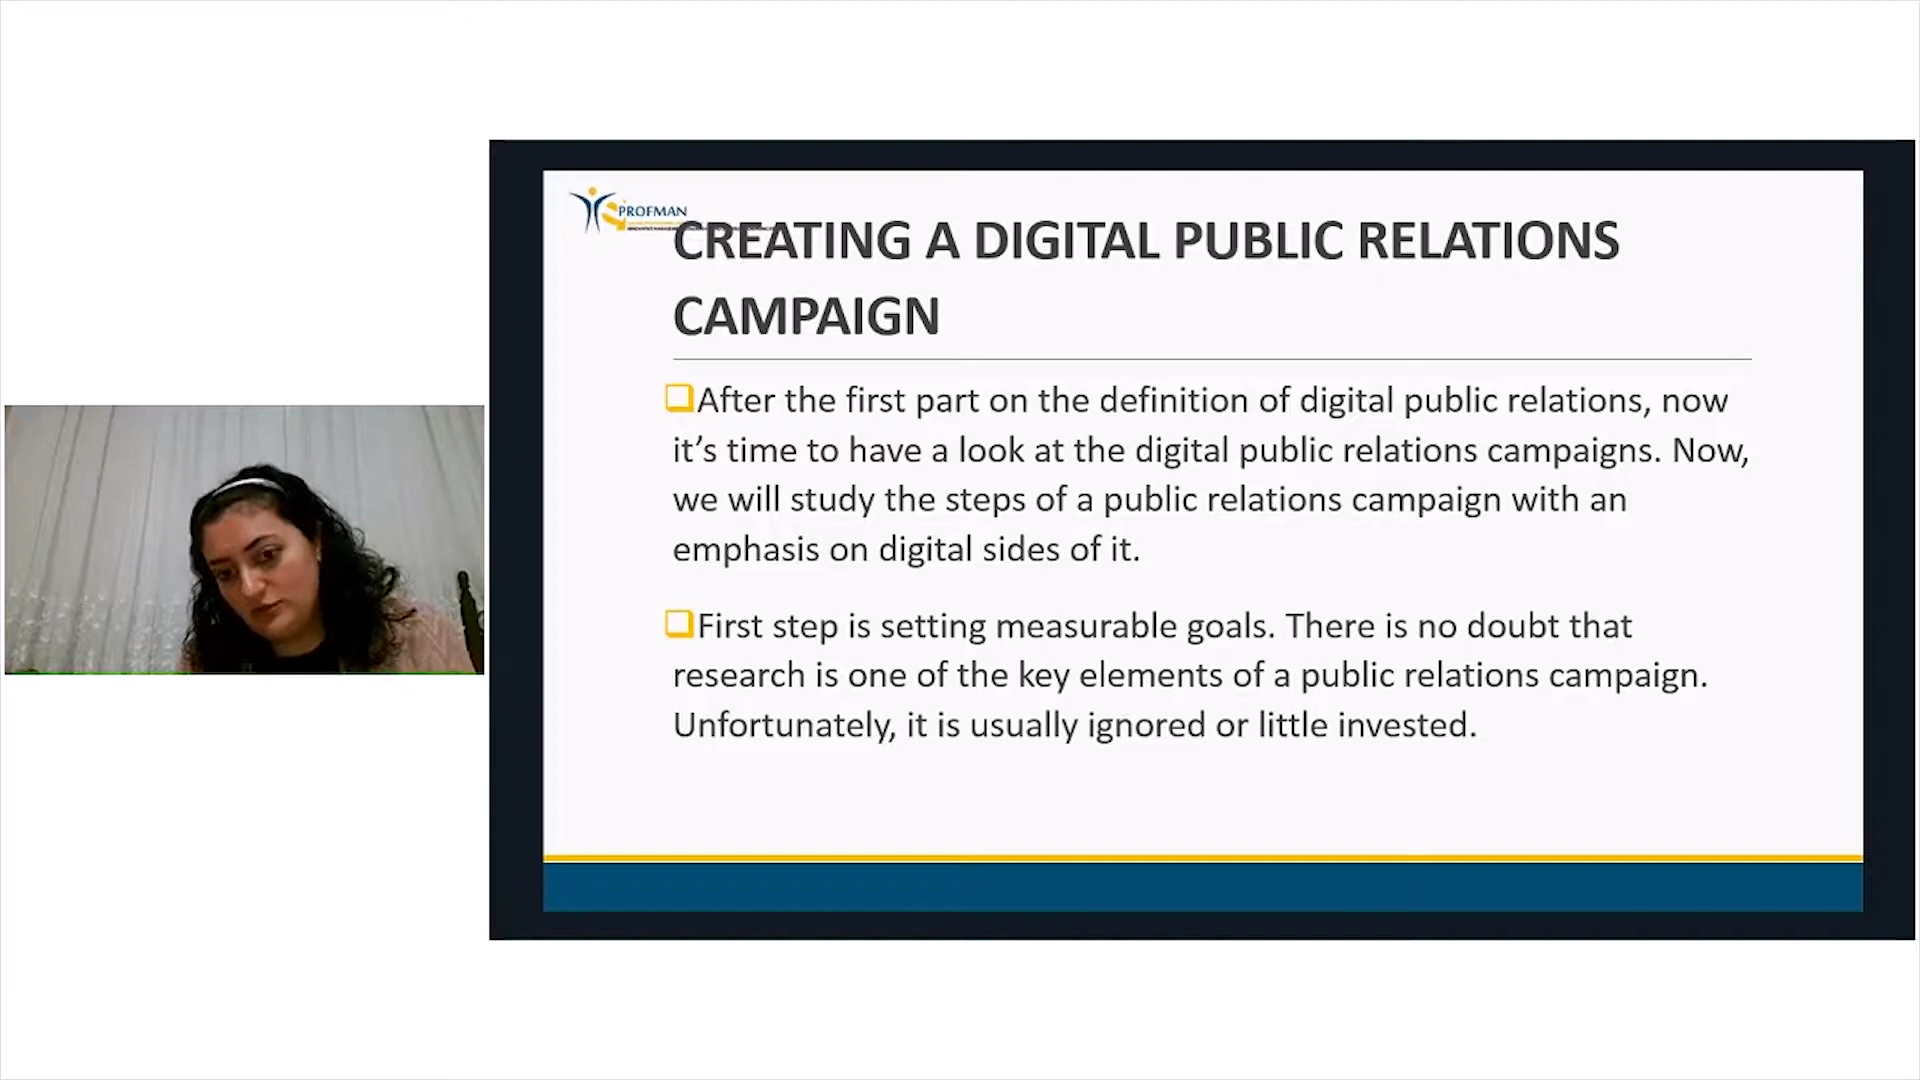 PROFMAN
CREATING A DIGITAL PUBLIC RELATIONS
CAMPAIGN
After the first part on the definition of digital public relations, now
it’s time to have a look at the digital public relations campaigns. Now,
we will study the steps of a public relations campaign with an
emphasis on digital sides of it.
First step is setting measurable goals. There is no doubt that
research is one of the key elements of a public relations campaign.
Unfortunately, it is usually ignored or little invested.